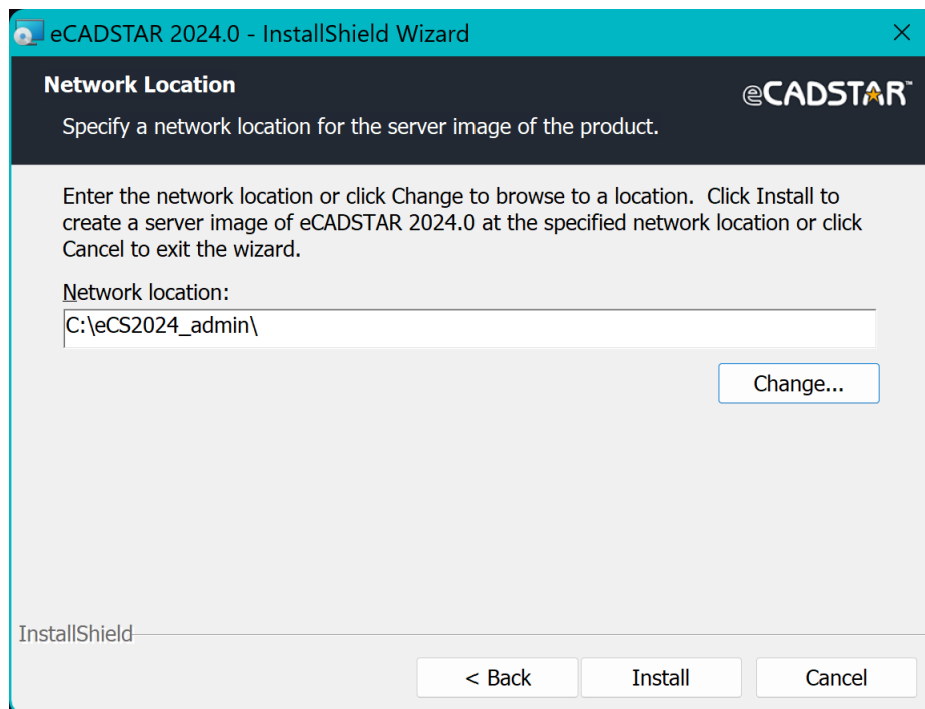 eCADSTAR 2024.0 - InstallShield Wizard
Network Location
eCADSTAR™
Specify a network location for the server image of the product.
Enter the network location or click Change to browse to a location.  Click Install to
create a server image of eCADSTAR 2024.0 at the specified network location or click
Cancel to exit the wizard.
Network location:
C:\eCS2024_admin\
Change...
InstallShield
< Back
Install
Cancel